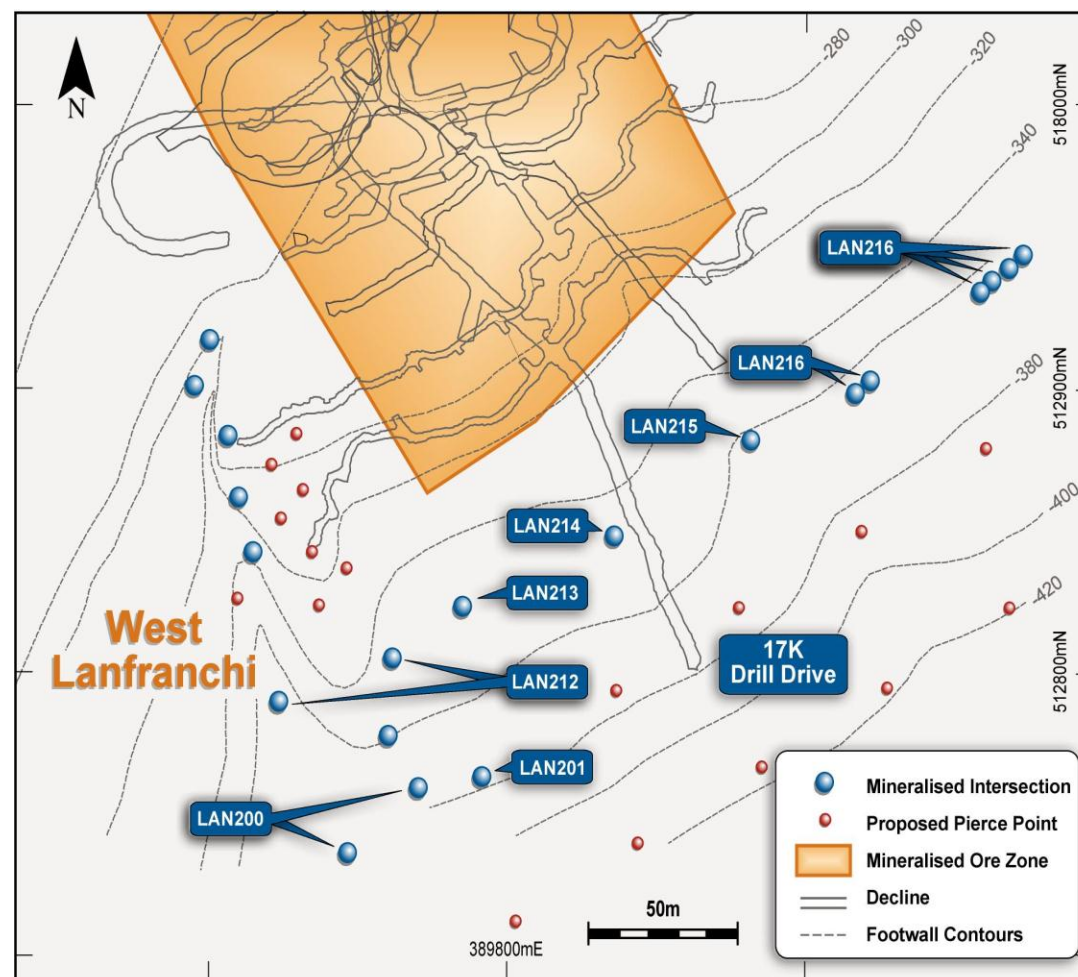 N
-280
-300
-320
-340
-380
-400
-420
518000mN
512900mN
512800mN
LAN216
LAN216
LAN215
LAN214
LAN213
LAN212
LAN201
LAN200
West
Lanfranchi
17K
Drill Drive
50m
389800mE
Mineralised Intersection
Proposed Pierce Point
Mineralised Ore Zone
Decline
Footwall Contours